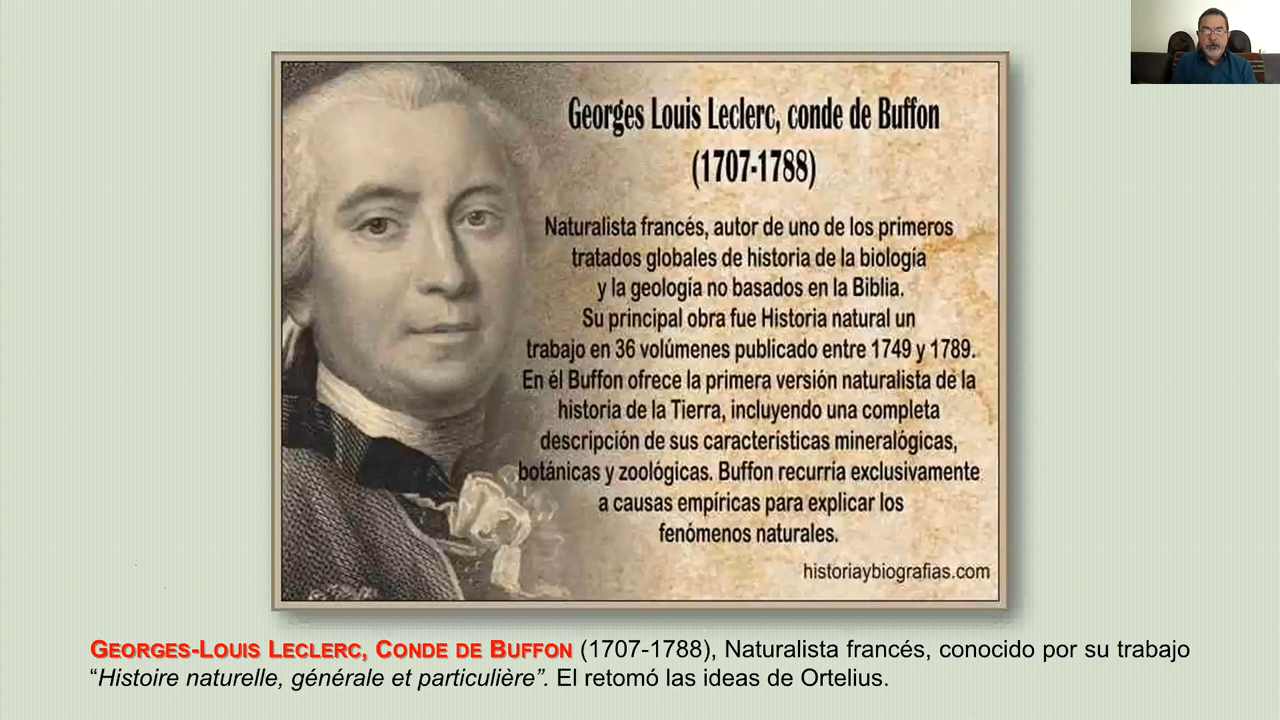 Georges Louis Leclerc, conde de Buffon
(1707-1788)
Naturalista francés, autor de uno de los primeros
tratados globales de historia de la biología
y la geología no basados en la Biblia.
Su principal obra fue Historia natural un
trabajo en 36 volúmenes publicado entre 1749 y 1789.
En él Buffon ofrece la primera versión naturalista de la
historia de la Tierra, incluyendo una completa
descripción de sus características mineralógicas,
botánicas y zoológicas. Buffon recurría exclusivamente
a causas empíricas para explicar los
fenómenos naturales.
historiaybiografias.com
GEORGES-LOUIS LECLERC, CONDE DE BUFFON (1707-1788), Naturalista francés, conocido por su trabajo
“Histoire naturelle, générale et particulière”. El retomó las ideas de Ortelius.